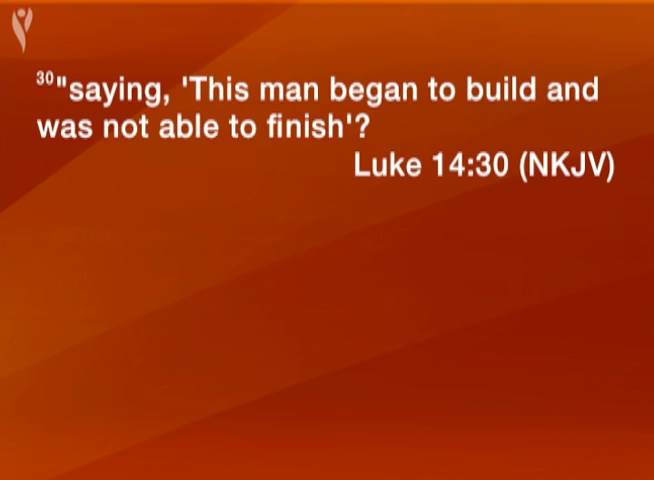 30"saying, 'This man began to build and
was not able to finish'?
Luke 14:30 (NKJV)